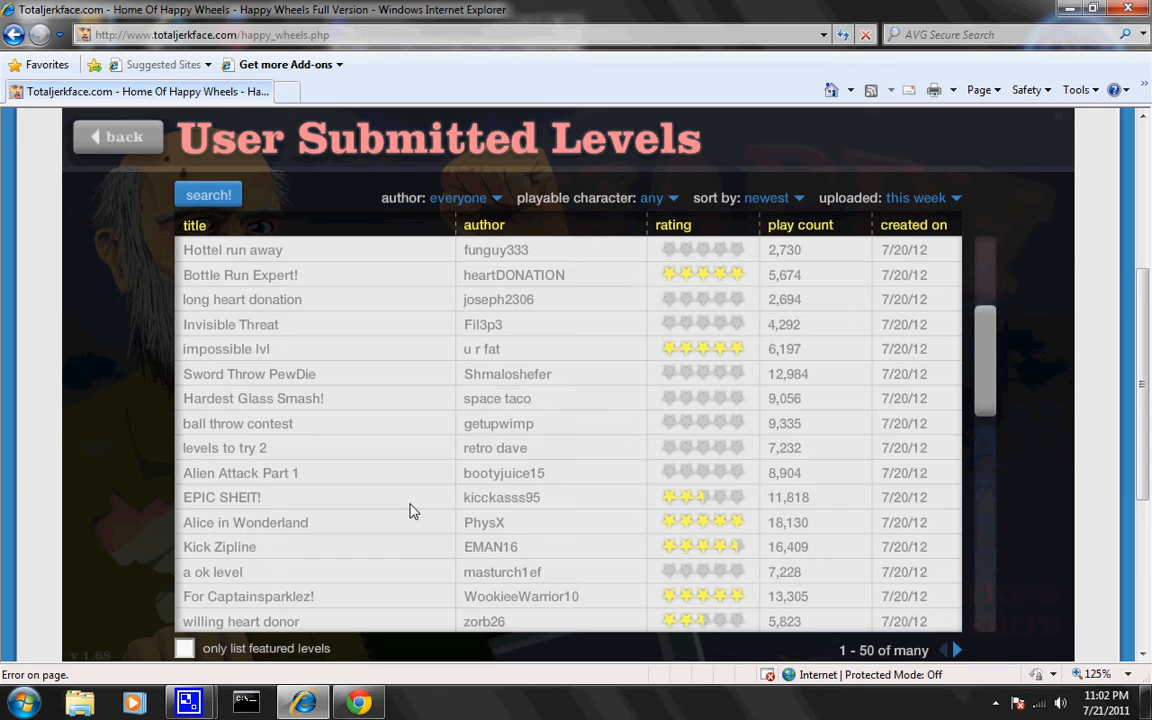 Totaljerkface.com - Home Of Happy Wheels - Happy Wheels Full Version - Windows Internet Explorer
http://www.totaljerkface.com/happy_wheels.php
AVG Secure Search
Favorites Suggested Sites Get more Add-ons
Totaljerkface.com - Home Of Happy Wheels - Ha...
Page Safety Tools
back User Submitted Levels
search! author: everyone playable character: any sort by: newest uploaded: this week
title author rating play count created on
Hottel run away funguy333 2,730 7/20/12
Bottle Run Expert! heartDONATION 5,674 7/20/12
long heart donation joseph2306 2,694 7/20/12
Invisible Threat Fil3p3 4,292 7/20/12
impossible lvl u r fat 6,197 7/20/12
Sword Throw PewDie Shmaloshefer 12,984 7/20/12
Hardest Glass Smash! space taco 9,056 7/20/12
ball throw contest getupwimp 9,335 7/20/12
levels to try 2 retro dave 7,232 7/20/12
Alien Attack Part 1 bootyjuice15 8,904 7/20/12
EPIC SHEIT! kicckasss95 11,818 7/20/12
Alice in Wonderland PhysX 18,130 7/20/12
Kick Zipline EMAN16 16,409 7/20/12
a ok level masturch1ef 7,228 7/20/12
For Captainsparklez! WookieeWarrior10 13,305 7/20/12
willing heart donor zorb26 5,823 7/20/12
only list featured levels 1 - 50 of many
v 1.68
Error on page. Internet | Protected Mode: Off 125%
11:02 PM
7/21/2011